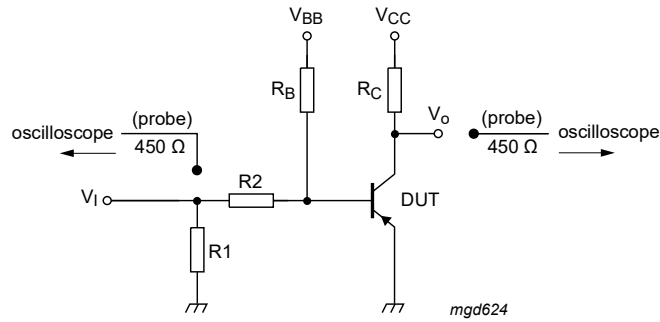 VBB
VCC
RB
RC
Vo
(probe)
450 Ω
oscilloscope
(probe)
450 Ω
oscilloscope
R2
VI
DUT
R1
mgd624